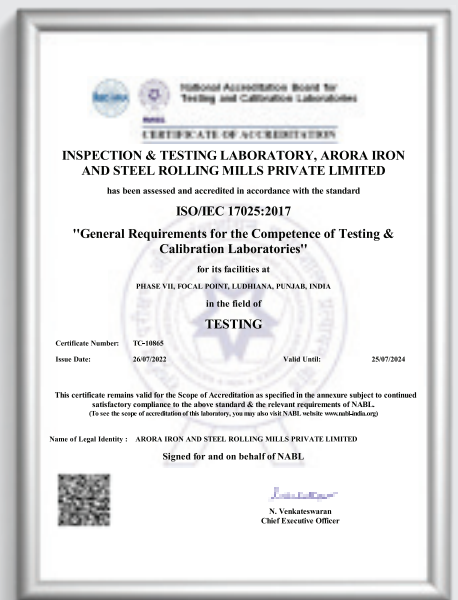 National Accreditation Board for
Testing and Calibration Laboratories
NABL
CERTIFICATE OF ACCREDITATION
INSPECTION & TESTING LABORATORY, ARORA IRON
AND STEEL ROLLING MILLS PRIVATE LIMITED
has been assessed and accredited in accordance with the standard
ISO/IEC 17025:2017
"General Requirements for the Competence of Testing &
Calibration Laboratories"
for its facilities at
PHASE VII, FOCAL POINT, LUDHIANA, PUNJAB, INDIA
in the field of
TESTING
Certificate Number: TC-10865
Issue Date: 26/07/2022 Valid Until: 25/07/2024
This certificate remains valid for the Scope of Accreditation as specified in the annexure subject to continued
satisfactory compliance to the above standard & the relevant requirements of NABL.
(To see the scope of accreditation of this laboratory, you may also visit NABL website www.nabl-india.org)
Name of Legal Identity : ARORA IRON AND STEEL ROLLING MILLS PRIVATE LIMITED
Signed for and on behalf of NABL
N. Venkateswaran
Chief Executive Officer